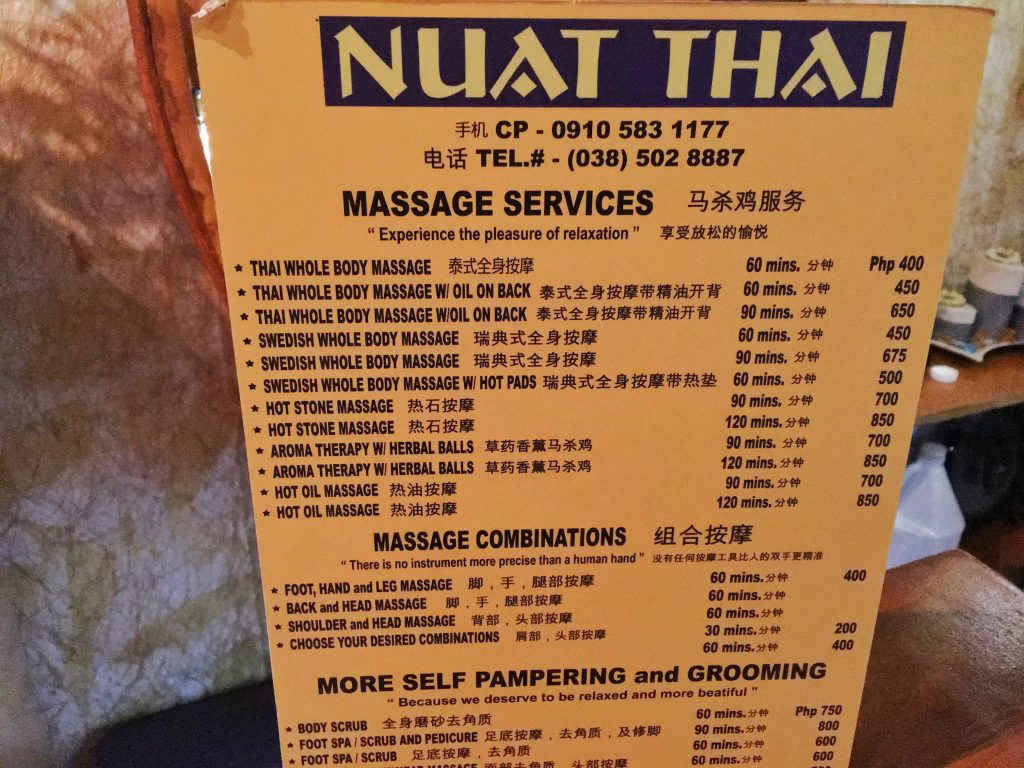 NUAT THAI
手机 CP - 0910 583 1177
电话 TEL.# - (038) 502 8887
MASSAGE SERVICES 马杀鸡服务
“ Experience the pleasure of relaxation ” 享受放松的愉悦
★ THAI WHOLE BODY MASSAGE 泰式全身按摩 60 mins. 分钟 Php 400
★ THAI WHOLE BODY MASSAGE W/ OIL ON BACK 泰式全身按摩带精油开背 60 mins. 分钟 450
★ THAI WHOLE BODY MASSAGE W/OIL ON BACK 泰式全身按摩带精油开背 90 mins. 分钟 650
★ SWEDISH WHOLE BODY MASSAGE 瑞典式全身按摩 60 mins. 分钟 450
★ SWEDISH WHOLE BODY MASSAGE 瑞典式全身按摩 90 mins. 分钟 675
★ SWEDISH WHOLE BODY MASSAGE W/ HOT PADS 瑞典式全身按摩带热垫 60 mins. 分钟 500
★ HOT STONE MASSAGE 热石按摩 90 mins. 分钟 700
★ HOT STONE MASSAGE 热石按摩 120 mins. 分钟 850
★ AROMA THERAPY W/ HERBAL BALLS 草药香薰马杀鸡 90 mins. 分钟 700
★ AROMA THERAPY W/ HERBAL BALLS 草药香薰马杀鸡 120 mins. 分钟 850
★ HOT OIL MASSAGE 热油按摩 90 mins. 分钟 700
★ HOT OIL MASSAGE 热油按摩 120 mins. 分钟 850
MASSAGE COMBINATIONS 组合按摩
“ There is no instrument more precise than a human hand ” 没有任何按摩工具比人的双手更精准
★ FOOT, HAND and LEG MASSAGE 脚，手，腿部按摩 60 mins. 分钟 400
★ BACK and HEAD MASSAGE 脚，手，腿部按摩 60 mins. 分钟
★ SHOULDER and HEAD MASSAGE 背部，头部按摩 60 mins. 分钟
★ CHOOSE YOUR DESIRED COMBINATIONS 肩部，头部按摩 30 mins. 分钟 200
60 mins. 分钟 400
MORE SELF PAMPERING and GROOMING
“ Because we deserve to be relaxed and more beatiful ”
★ BODY SCRUB 全身磨砂去角质 60 mins. 分钟 Php 750
★ FOOT SPA / SCRUB AND PEDICURE 足底按摩，去角质，及修脚 90 mins. 分钟 800
★ FOOT SPA / SCRUB 足底按摩，去角质 60 mins. 分钟 600
MASSAGE 面部去角质，头部按摩 60 mins. 分钟 600